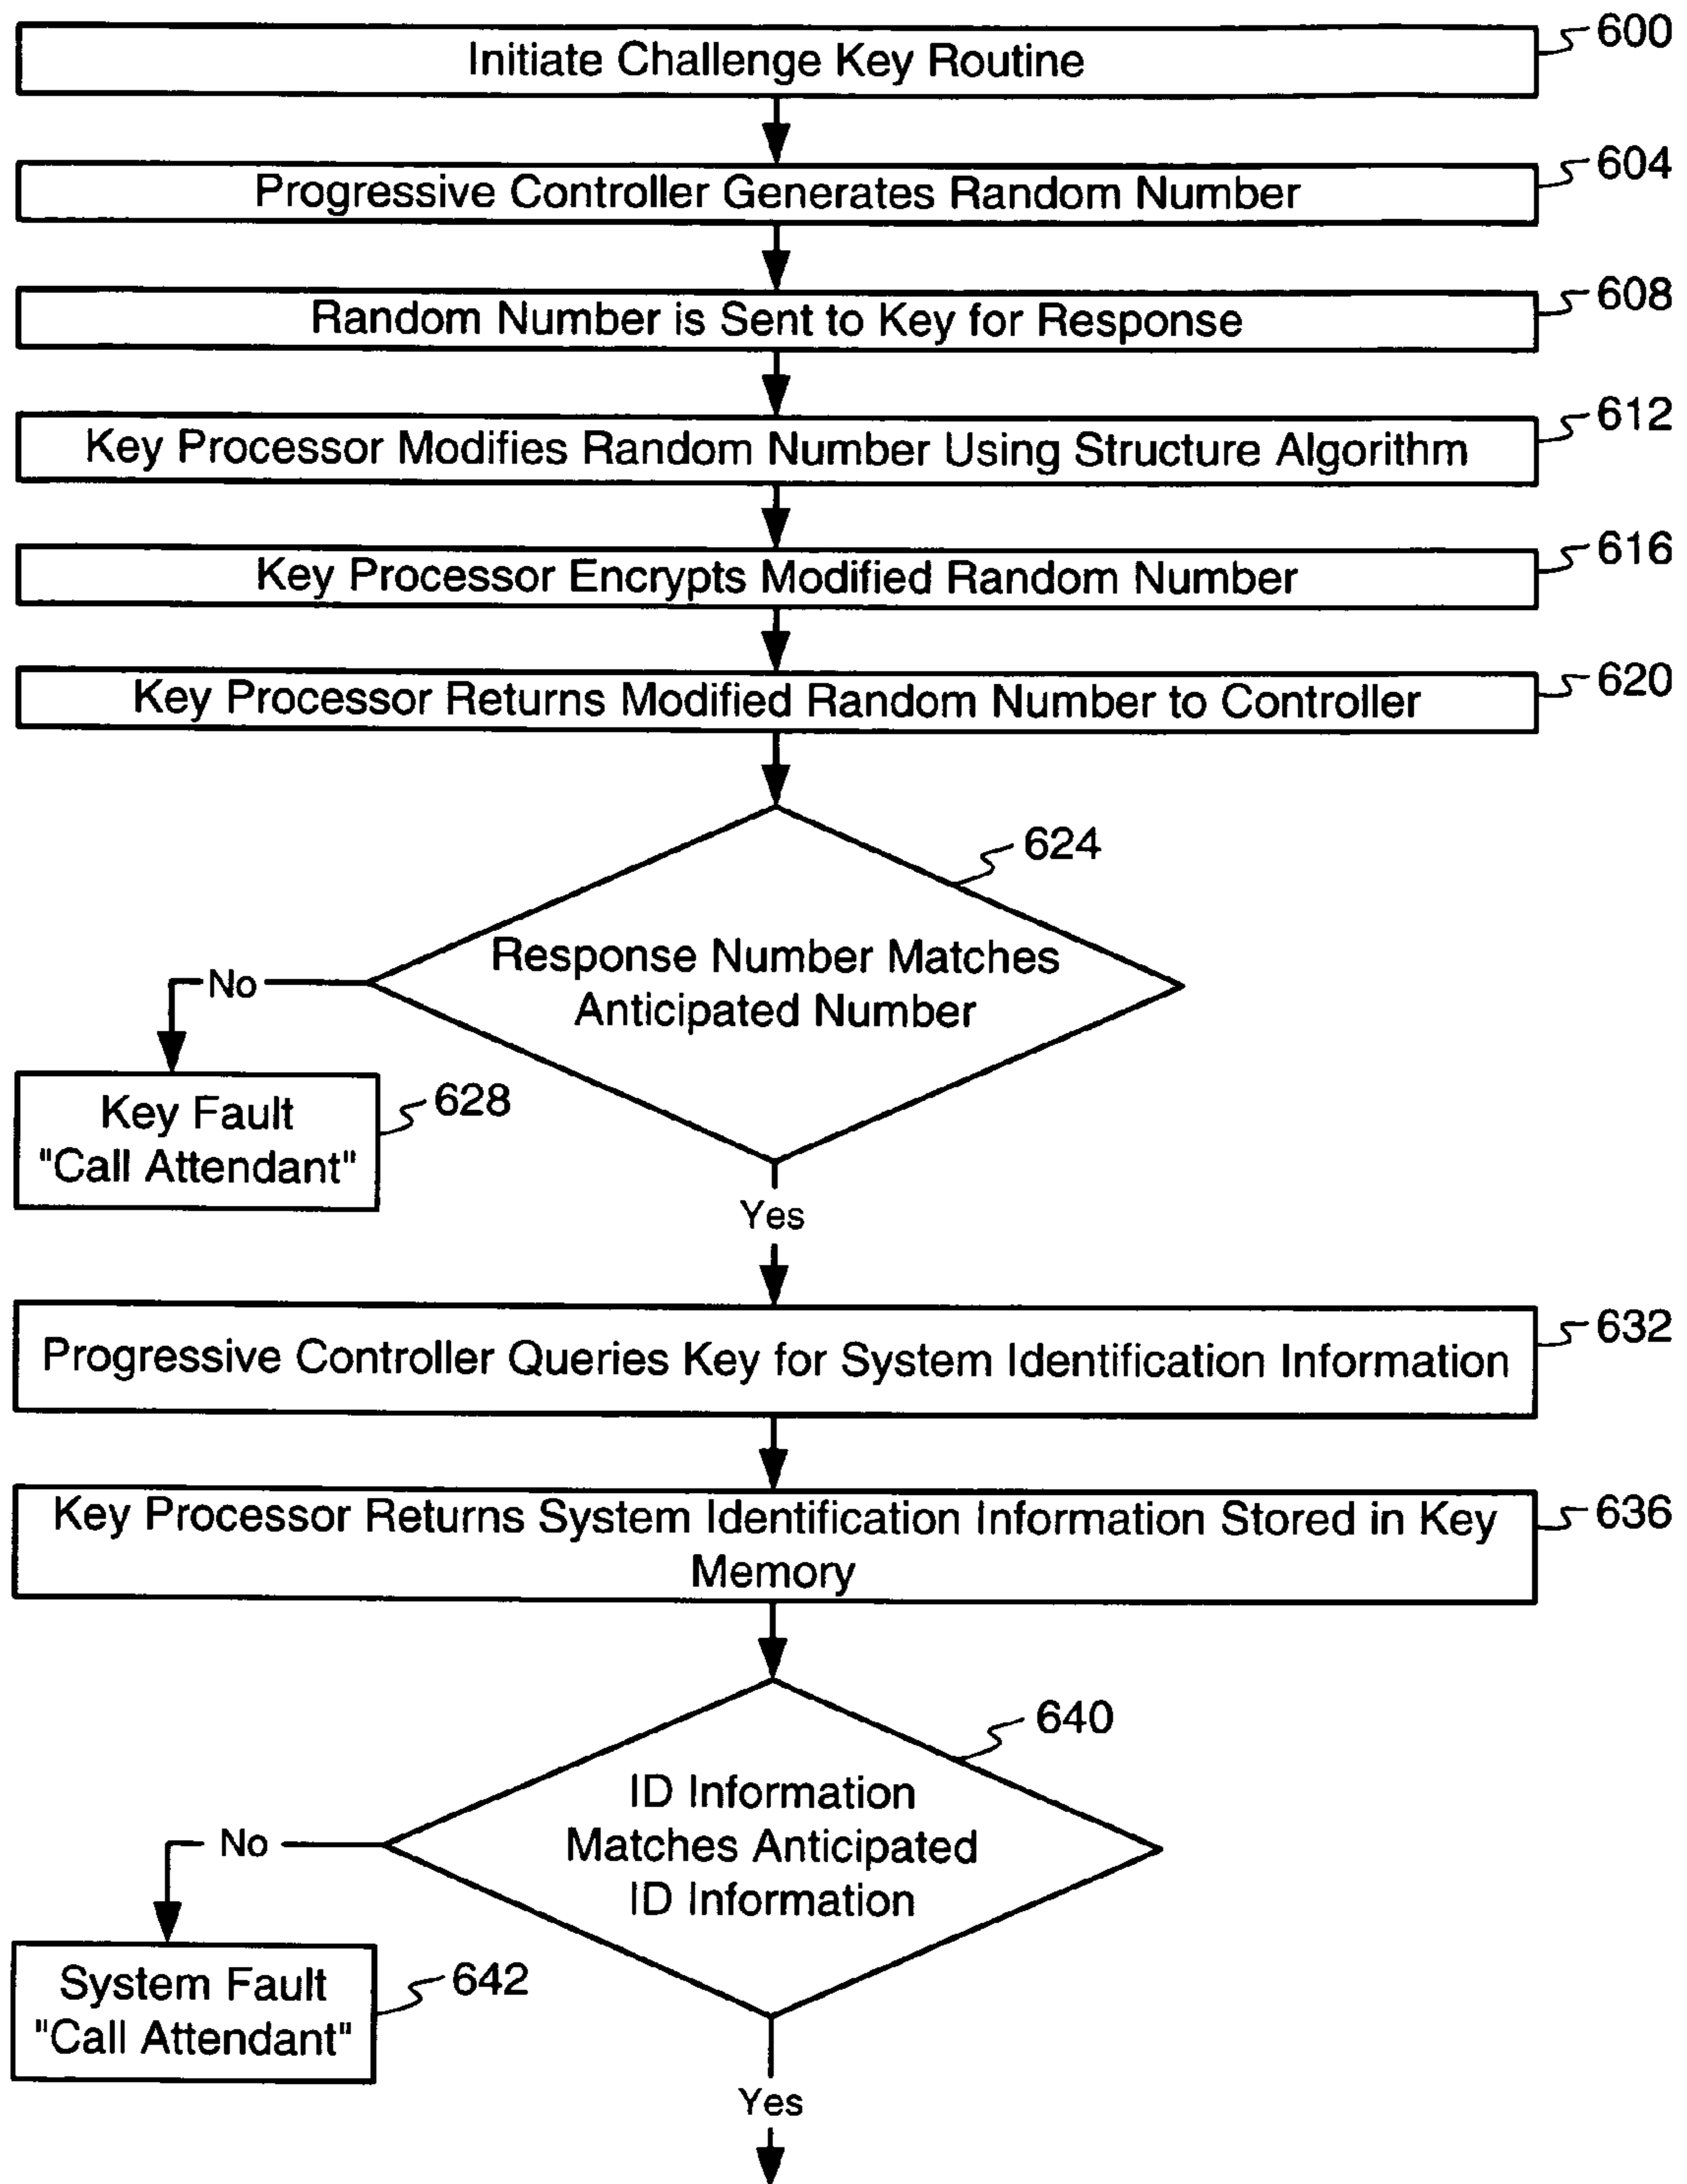 Initiate Challenge Key Routine
600
Progressive Controller Generates Random Number
604
Random Number is Sent to Key for Response
608
Key Processor Modifies Random Number Using Structure Algorithm
612
Key Processor Encrypts Modified Random Number
616
Key Processor Returns Modified Random Number to Controller
620
624
Response Number Matches
Anticipated Number
No
Key Fault
"Call Attendant"
628
Yes
Progressive Controller Queries Key for System Identification Information
632
Key Processor Returns System Identification Information Stored in Key
Memory
636
640
ID Information
Matches Anticipated
ID Information
No
System Fault
"Call Attendant"
642
Yes